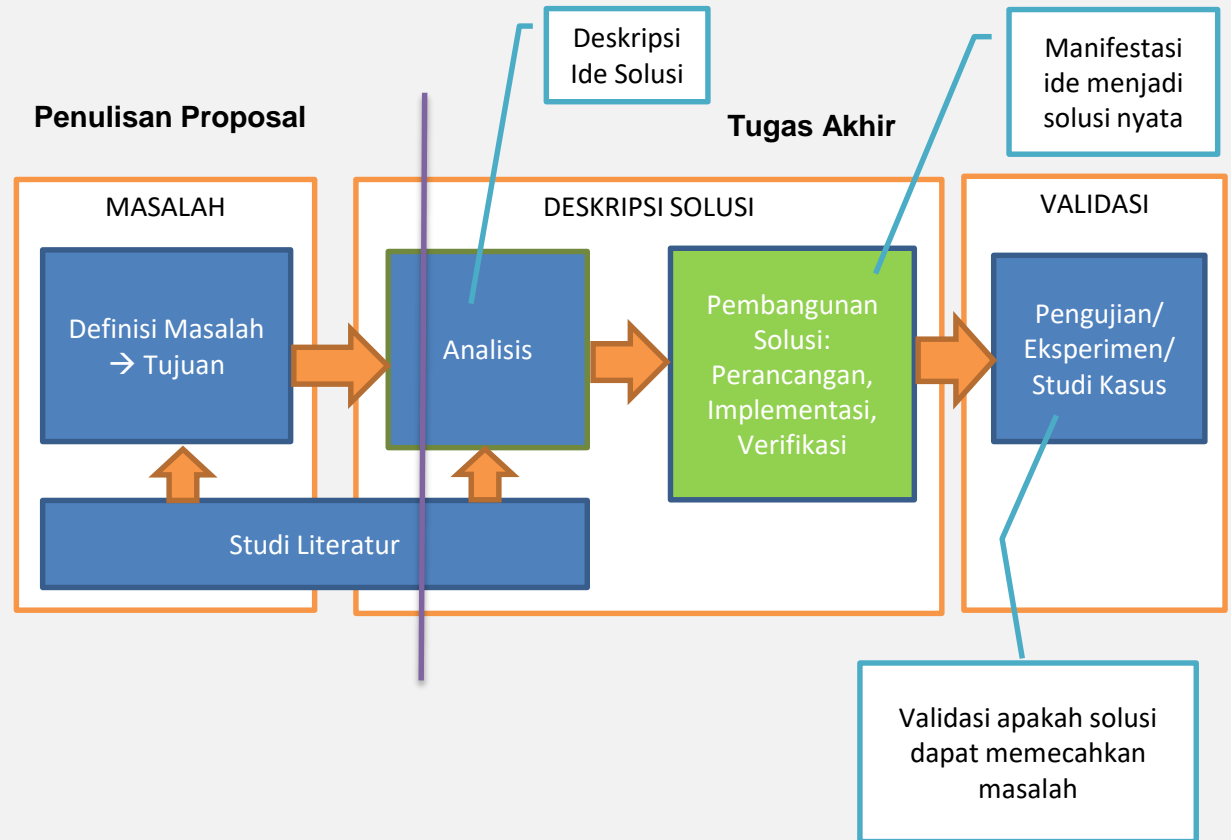 Deskripsi
Ide Solusi
Manifestasi
ide menjadi
solusi nyata
Penulisan Proposal
Tugas Akhir
MASALAH
DESKRIPSI SOLUSI
VALIDASI
Definisi Masalah
→ Tujuan
Analisis
Pembangunan
Solusi:
Perancangan,
Implementasi,
Verifikasi
Pengujian/
Eksperimen/
Studi Kasus
Studi Literatur
Validasi apakah solusi
dapat memecahkan
masalah